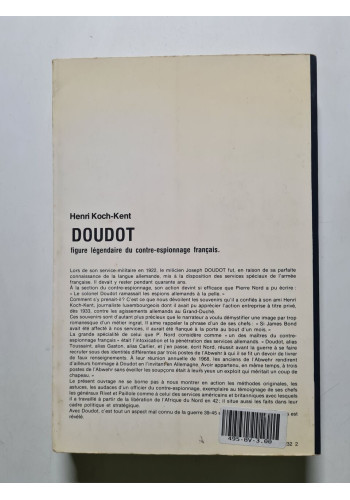 Henri Koch-Kent
DOUDOT
figure légendaire du contre-espionnage français.
Lors de son service-militaire en 1923, le milicien Joseph DOUDOT fut, en raison de sa parfaite
connaissance de la langue allemande, mis à la disposition des services spéciaux de l'armée
française. Il devait y rester pendant quarante ans.
A la section du contre-espionnage, son action devint si efficace que Pierre Nord a pu écrire :
« Le colonel Doudot ramassait les espions allemands à la pelle ».
Comment s'y prenait-il? C'est ce que nous dévoilent les souvenirs qu'il a confiés à son ami Henri
Koch-Kent, journaliste luxembourgeois dont il avait pu apprécier l'action entreprise à titre privé,
dès 1933, contre les agissements allemands au Grand-Duché.
Ces souvenirs sont d'autant plus précieux que le narrateur a voulu démystifier une image par trop
romanesque d'un métier ingrat. Il aime rappeler la phrase d'un de ses chefs : « Si James Bond
avait été affecté à nos services, il aurait été flanqué à la porte au bout d'un mois. »
La grande spécialité de celui que P. Nord considère comme « un des maîtres du contre-
espionnage français » était l'intoxication et la pénétration des services allemands. « Doudot, alias
Toussaint, alias Gaston, alias Cartier, et j'en passe, écrit Nord, réussit avant la guerre à se faire
recruter sous des identités différentes par trois postes de l'Abwehr à qui il se fit un devoir de livrer
de faux renseignements. A leur réunion annuelle de 1968, les anciens de l'Abwehr rendirent
d'ailleurs hommage à Doudot en l'invitant en Allemagne. Avoir appartenu, en même temps, à trois
postes de l'Abwehr sans éveiller les soupçons était à leurs yeux un exploit qui méritait un coup de
chapeau. »
Le présent ouvrage ne se borne pas à nous montrer en action les méthodes originales, les
astuces, les audaces d'un officier du contre-espionnage, exemplaires au témoignage de ses chefs
les généraux Rivet et Paillole comme à celui des services américains et britanniques avec lesquels
il a travaillé à partir de la libération de l'Afrique du Nord en 42 ; il situe aussi les faits dans leur
cadre politique et stratégique.
Avec Doudot, c'est tout un aspect mal connu de la guerre 39-45 est
révélé.
495-BV-3.00